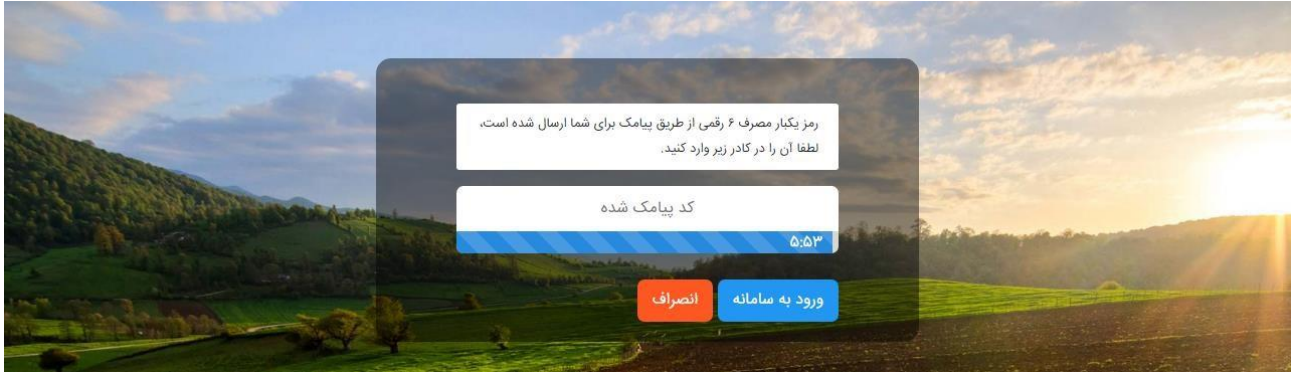 رمز یکبار مصرف ۶ رقمی از طریق پیامک برای شما ارسال شده است،
لطفا آن را در کادر زیر وارد کنید.
کد پیامک شده
۵:۵۳
ورود به سامانه
انصراف